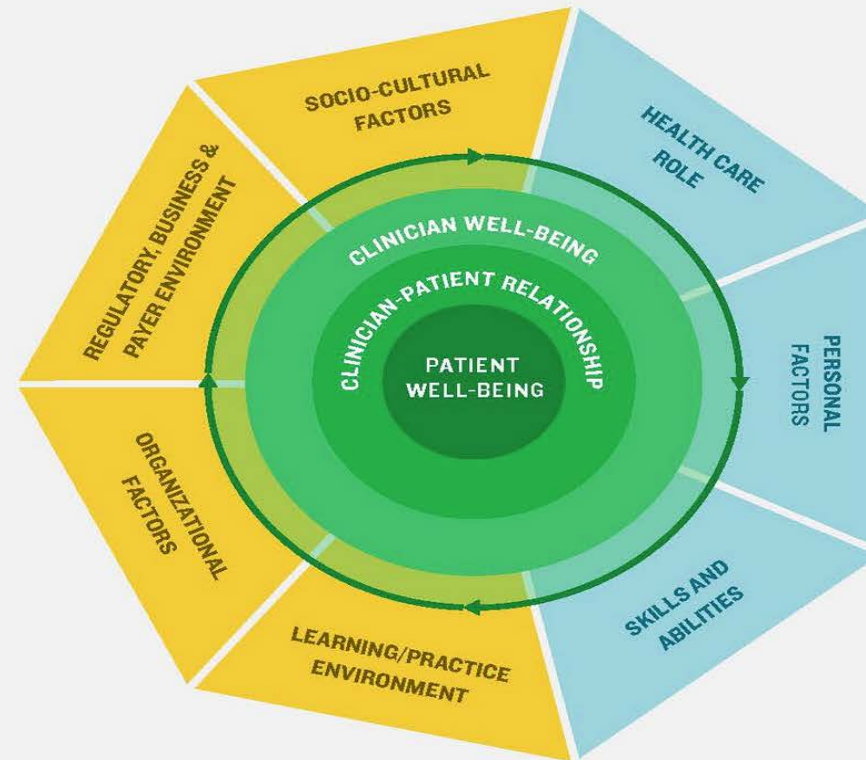 SOCIO-CULTURAL
FACTORS
HEALTH CARE
ROLE
REGULATORY, BUSINESS &
PAYER ENVIRONMENT
CLINICIAN WELL-BEING
CLINICIAN-PATIENT RELATIONSHIP
PATIENT
WELL-BEING
PERSONAL
FACTORS
ORGANIZATIONAL
FACTORS
SKILLS AND
ABILITIES
LEARNING/PRACTICE
ENVIRONMENT